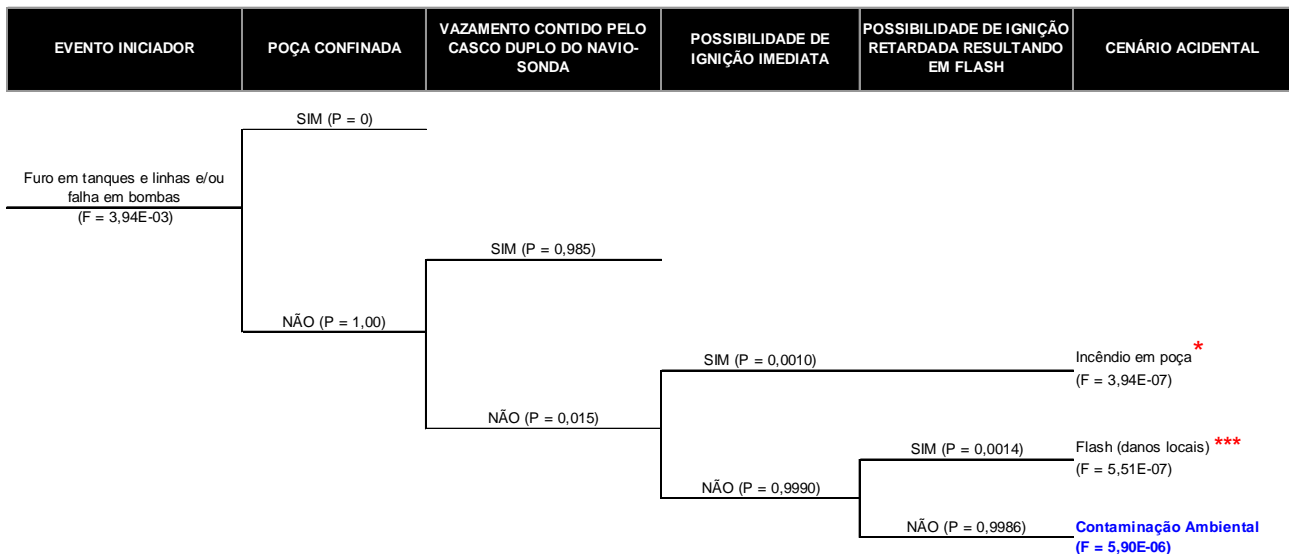 EVENTO INICIADOR
POÇA CONFINADA
VAZAMENTO CONTIDO PELO
CASCO DUPLO DO NAVIO-
SONDA
POSSIBILIDADE DE
IGNIÇÃO IMEDIATA
POSSIBILIDADE DE IGNIÇÃO
RETARDADA RESULTANDO
EM FLASH
CENÁRIO ACIDENTAL
SIM (P = 0)
Furo em tanques e linhas e/ou
falha em bombas
(F = 3,94E-03)
SIM (P = 0,985)
NÃO (P = 1,00)
SIM (P = 0,0010)
Incêndio em poça *
(F = 3,94E-07)
NÃO (P = 0,015)
SIM (P = 0,0014)
Flash (danos locais) ***
(F = 5,51E-07)
NÃO (P = 0,9990)
NÃO (P = 0,9986)
Contaminação Ambiental
(F = 5,90E-06)